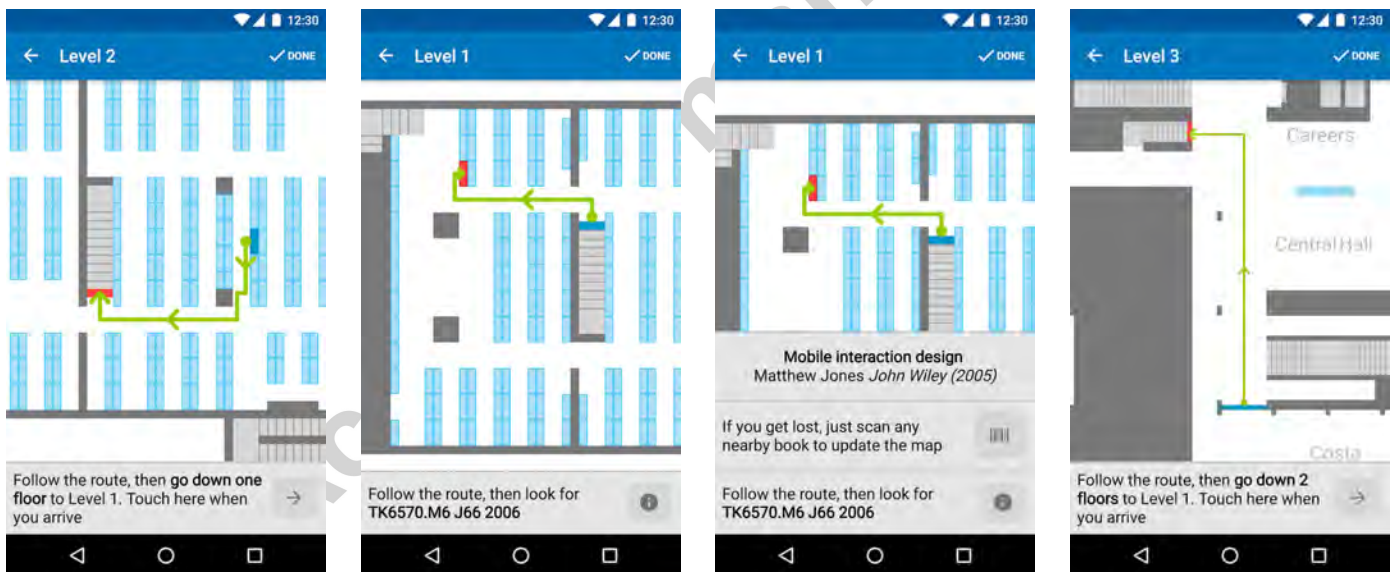 12:30
Level 2
DONE
Follow the route, then go down one
floor to Level 1. Touch here when
you arrive
12:30
Level 1
DONE
Follow the route, then look for
TK6570.M6 J66 2006
12:30
Level 1
DONE
Mobile interaction design
Matthew Jones John Wiley (2005)
If you get lost, just scan any
nearby book to update the map
Follow the route, then look for
TK6570.M6 J66 2006
12:30
Level 3
DONE
Careers
Central Hall
Costa
Follow the route, then go down 2
floors to Level 1. Touch here when
you arrive